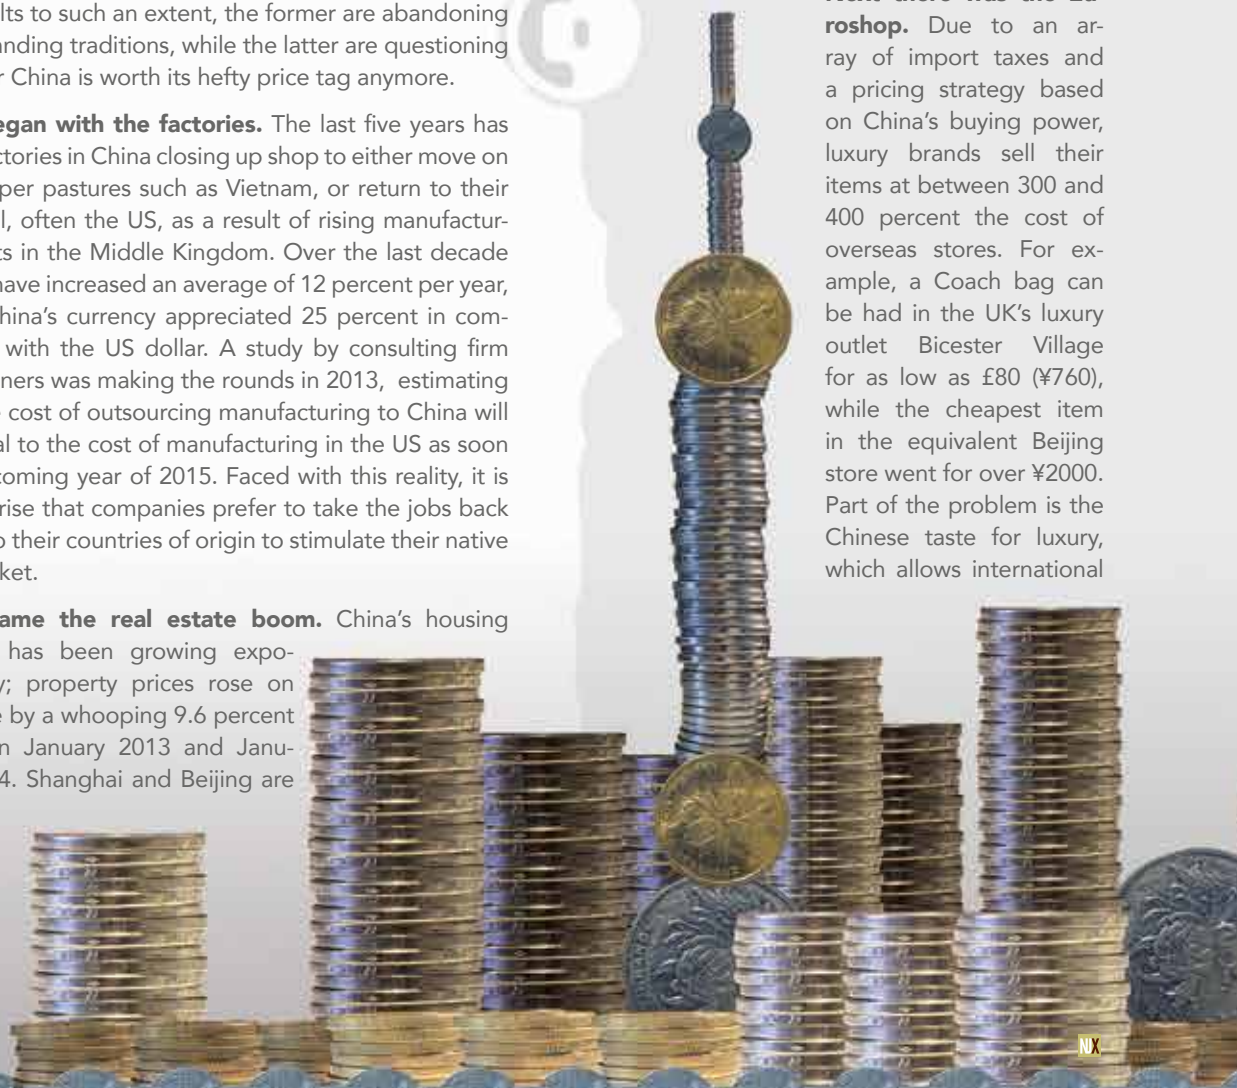 lts to such an extent, the former are abandoning
anding traditions, while the latter are questioning
r China is worth its hefty price tag anymore.
egan with the factories. The last five years has
ctories in China closing up shop to either move on
per pastures such as Vietnam, or return to their
l, often the US, as a result of rising manufactur-
ts in the Middle Kingdom. Over the last decade
have increased an average of 12 percent per year,
hina's currency appreciated 25 percent in com-
with the US dollar. A study by consulting firm
ners was making the rounds in 2013, estimating
cost of outsourcing manufacturing to China will
al to the cost of manufacturing in the US as soon
coming year of 2015. Faced with this reality, it is
rise that companies prefer to take the jobs back
o their countries of origin to stimulate their native
ket.
ame the real estate boom. China's housing
has been growing expo-
y; property prices rose on
e by a whooping 9.6 percent
n January 2013 and Janu-
4. Shanghai and Beijing are
Next there was the Eu-
roshop. Due to an ar-
ray of import taxes and
a pricing strategy based
on China's buying power,
luxury brands sell their
items at between 300 and
400 percent the cost of
overseas stores. For ex-
ample, a Coach bag can
be had in the UK's luxury
outlet Bicester Village
for as low as £80 (¥760),
while the cheapest item
in the equivalent Beijing
store went for over ¥2000.
Part of the problem is the
Chinese taste for luxury,
which allows international
NJX